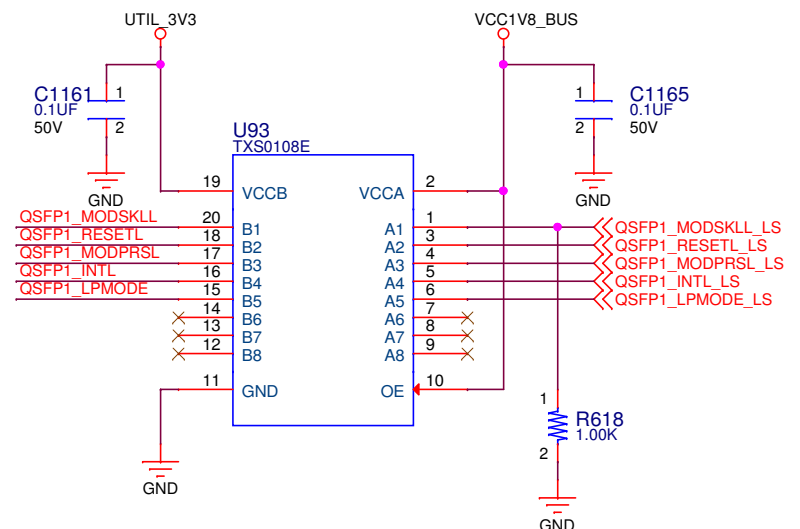 UTIL_3V3
VCC1V8_BUS
C1161
0.1UF
50V
1
2
GND
C1165
0.1UF
50V
1
2
GND
U93
TXS0108E
19 VCCB VCCA 2
QSFP1_MODSKLL 20 B1 A1 1 QSFP1_MODSKLL_LS
QSFP1_RESETL 18 B2 A2 3 QSFP1_RESETL_LS
QSFP1_MODPRSL 17 B3 A3 4 QSFP1_MODPRSL_LS
QSFP1_INTL 16 B4 A4 5 QSFP1_INTL_LS
QSFP1_LPMODE 15 B5 A5 6 QSFP1_LPMODE_LS
14 B6 A6 7
13 B7 A7 8
12 B8 A8 9
11 GND OE 10
1
R618
1.00K
2
GND
GND